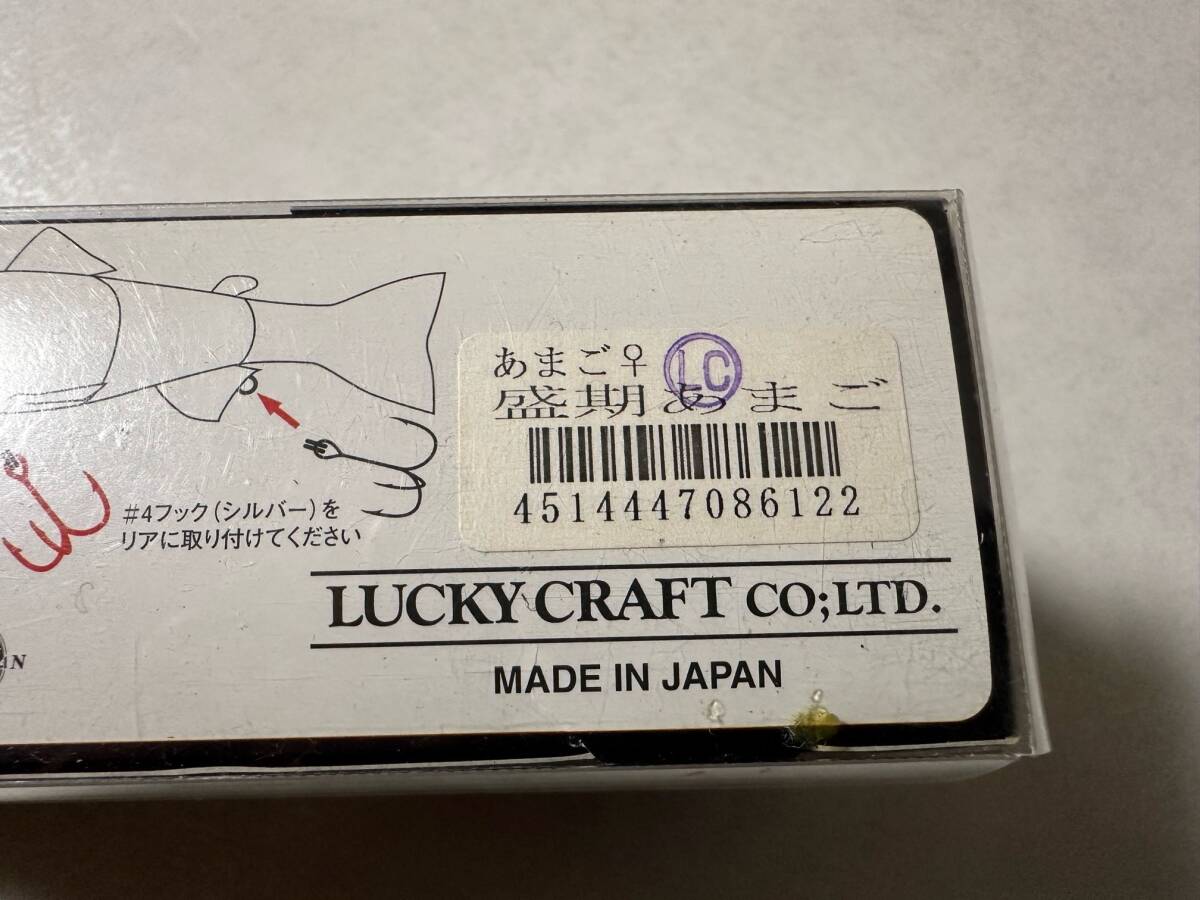 あまご♀
LC
盛期あまご
4514447086122
#4フック(シルバー)を
リアに取り付けてください
LUCKY CRAFT CO;LTD.
MADE IN JAPAN